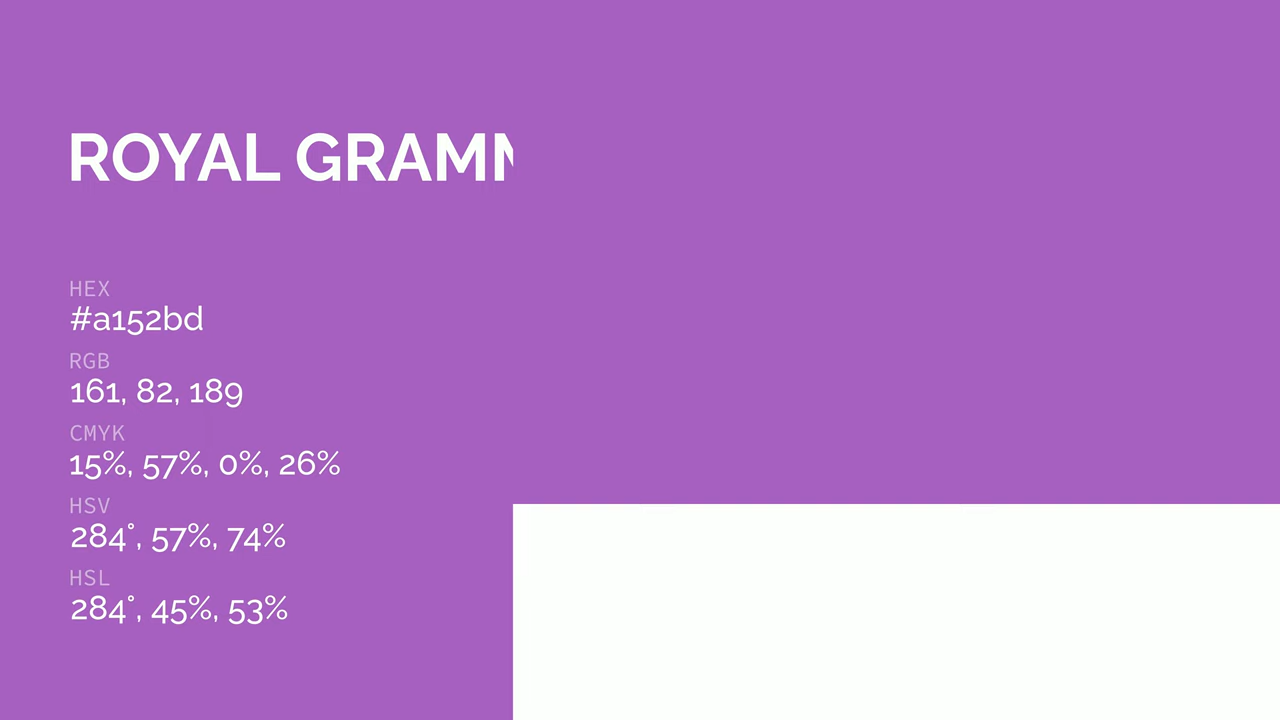 ROYAL
HEX
#a152bd
RGB
161, 82, 189
CMYK
15%, 57%, 0%, 26%
HSV
284°, 57%, 74%
HSL
284°, 45%, 53%